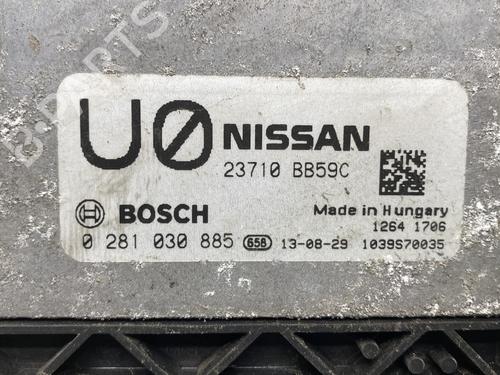 U0 NISSAN
23710 BB59C
BOSCH
Made in Hungary
1264 1706
0 281 030 885 658 13-08-29 1039S70035
B-PARTS